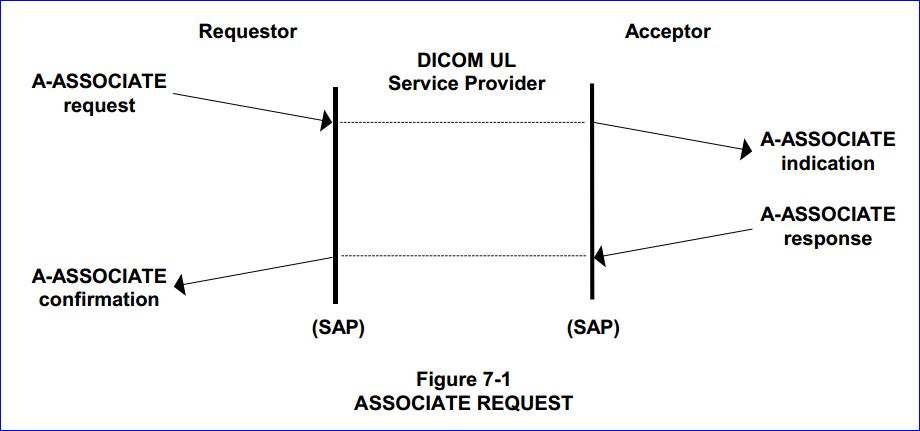 Requestor
Acceptor
DICOM UL
Service Provider
A-ASSOCIATE
request
A-ASSOCIATE
indication
A-ASSOCIATE
response
A-ASSOCIATE
confirmation
(SAP)
(SAP)
Figure 7-1
ASSOCIATE REQUEST